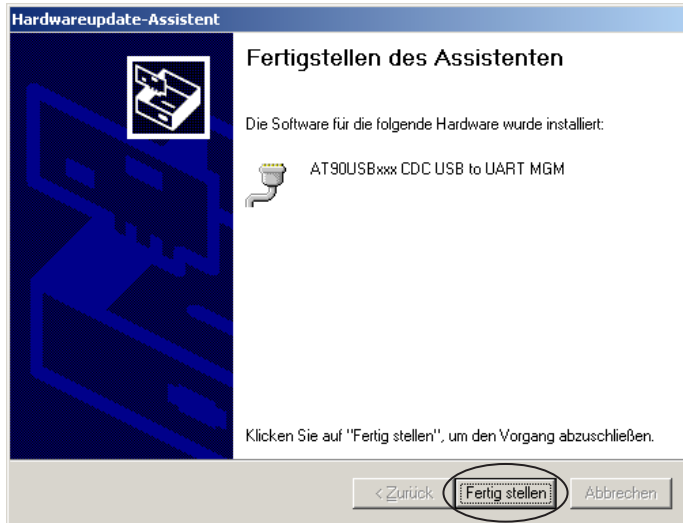 Hardwareupdate-Assistent
Fertigstellen des Assistenten
Die Software für die folgende Hardware wurde installiert:
AT90USBxxx CDC USB to UART MGM
Klicken Sie auf "Fertig stellen", um den Vorgang abzuschließen.
< Zurück Fertig stellen Abbrechen